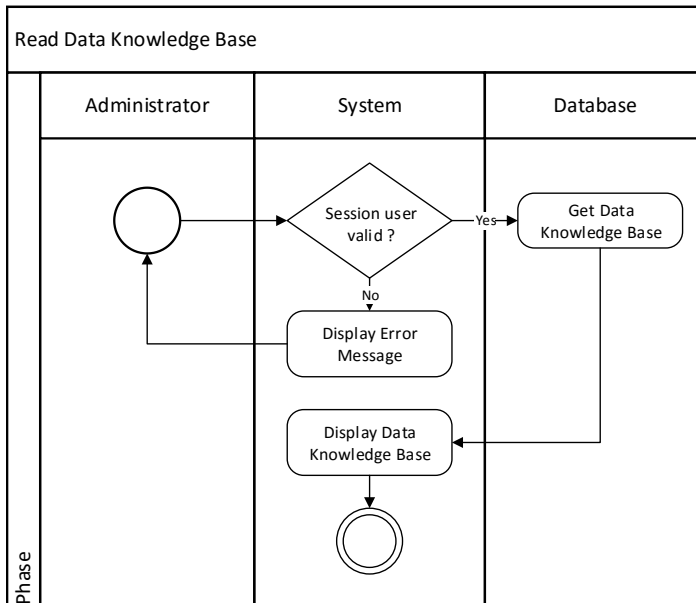 Read Data Knowledge Base
Administrator
System
Database
Session user
valid ?
Yes
Get Data
Knowledge Base
No
Display Error
Message
Display Data
Knowledge Base
Phase